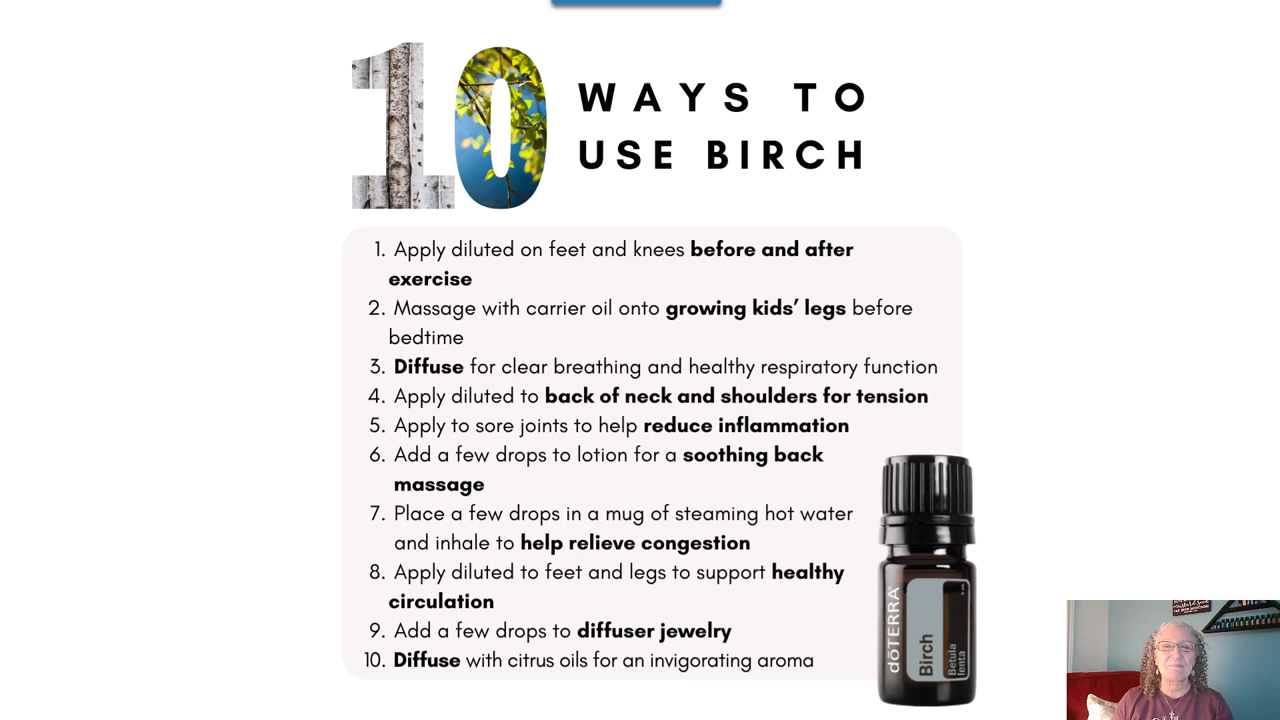 10 WAYS TO
USE BIRCH
1. Apply diluted on feet and knees before and after
exercise
2. Massage with carrier oil onto growing kids’ legs before
bedtime
3. Diffuse for clear breathing and healthy respiratory function
4. Apply diluted to back of neck and shoulders for tension
5. Apply to sore joints to help reduce inflammation
6. Add a few drops to lotion for a soothing back
massage
7. Place a few drops in a mug of steaming hot water
and inhale to help relieve congestion
8. Apply diluted to feet and legs to support healthy
circulation
9. Add a few drops to diffuser jewelry
10. Diffuse with citrus oils for an invigorating aroma
dōTERRA
Birch
Betula
lenta